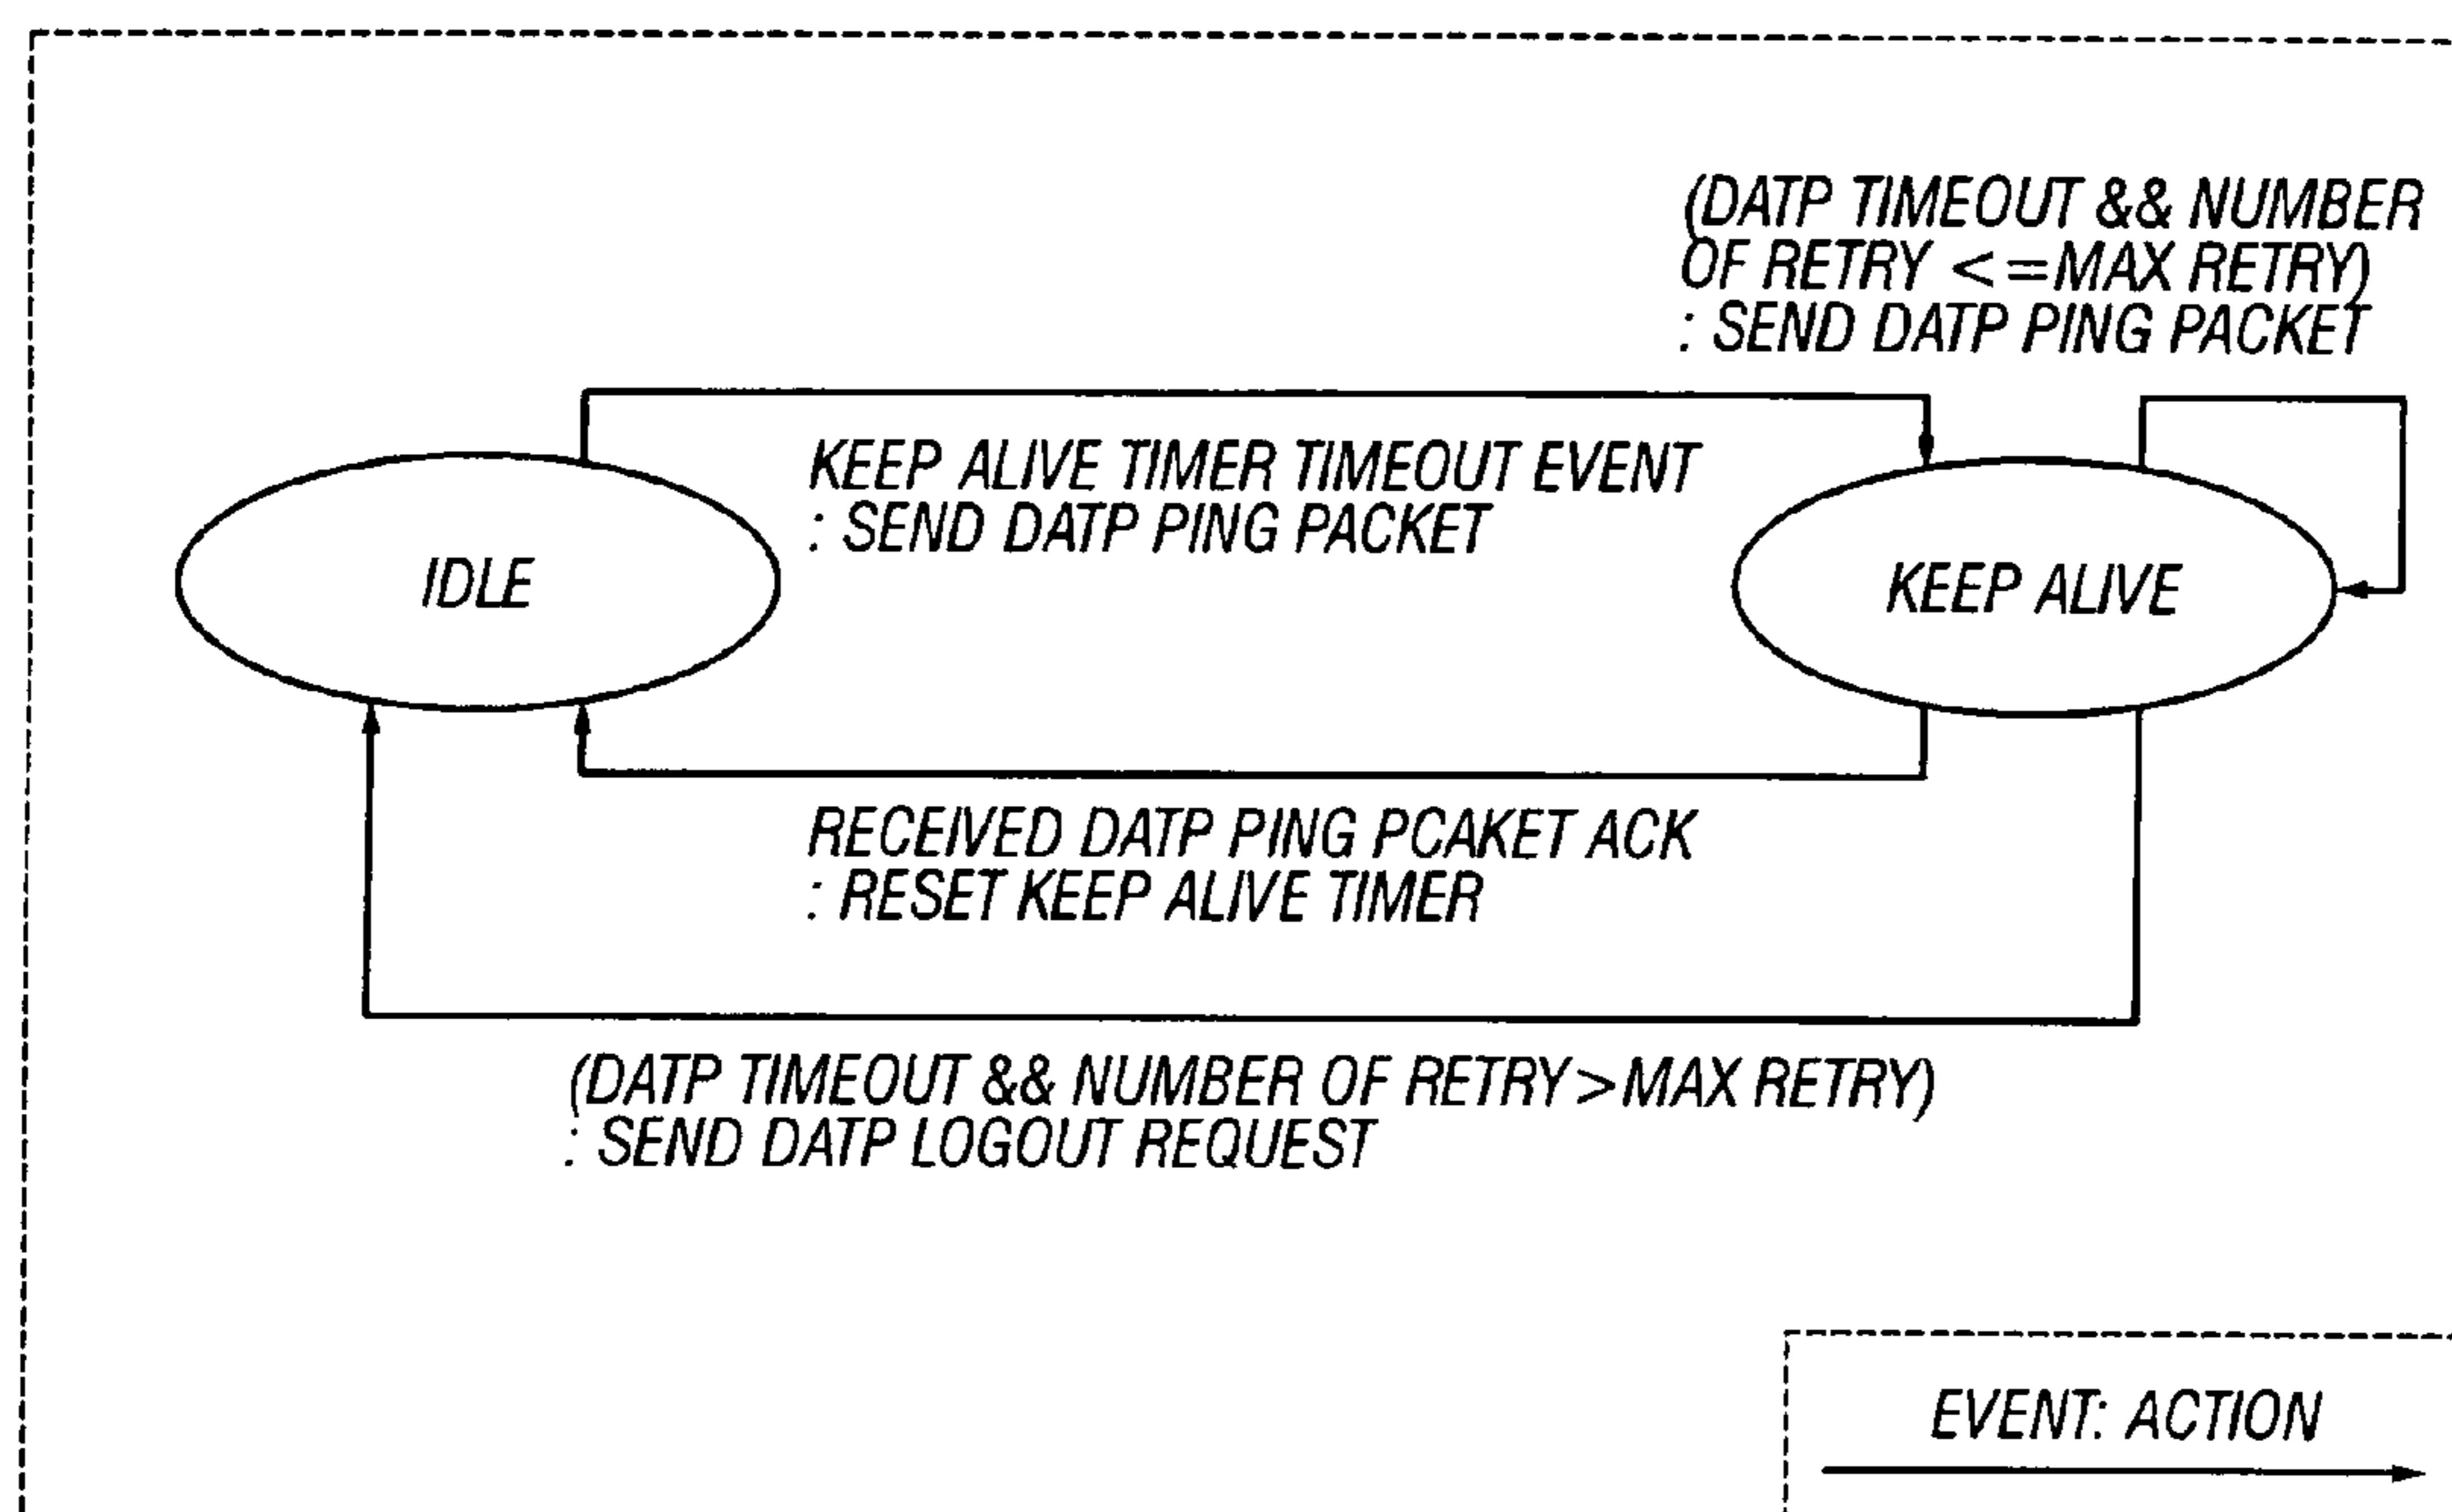 (DATP TIMEOUT && NUMBER
OF RETRY <=MAX RETRY)
: SEND DATP PING PACKET
KEEP ALIVE TIMER TIMEOUT EVENT
: SEND DATP PING PACKET
IDLE
KEEP ALIVE
RECEIVED DATP PING PCAKET ACK
: RESET KEEP ALIVE TIMER
(DATP TIMEOUT && NUMBER OF RETRY>MAX RETRY)
: SEND DATP LOGOUT REQUEST
EVENT: ACTION